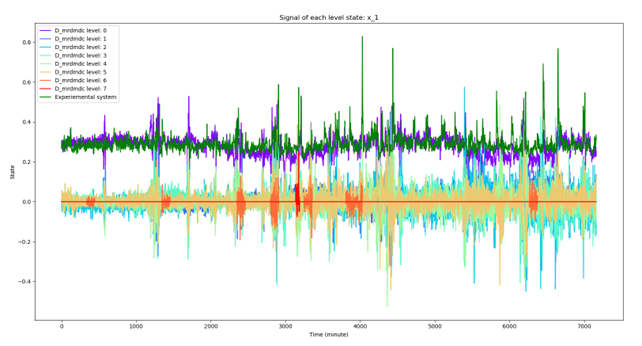 Signal of each level state: x_1
D_mrdmdc level: 0
D_mrdmdc level: 1
D_mrdmdc level: 2
D_mrdmdc level: 3
D_mrdmdc level: 4
D_mrdmdc level: 5
D_mrdmdc level: 6
D_mrdmdc level: 7
Experiemental system
0.8
0.6
0.4
0.2
0.0
−0.2
−0.4
State
0 1000 2000 3000 4000 5000 6000 7000
Time (minute)